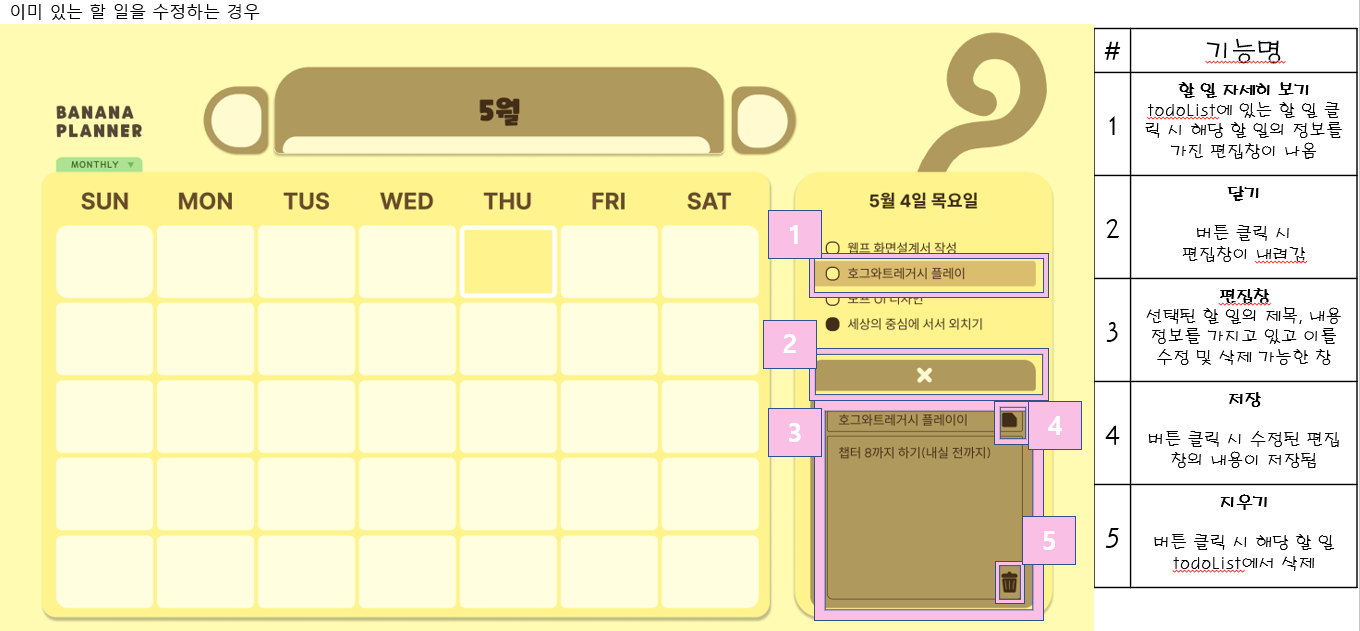 이미 있는 할 일을 수정하는 경우
BANANA
PLANNER
5월
MONTHLY ▼
SUN MON TUS WED THU FRI SAT
5월 4일 목요일
1
웹프 화면설계서 작성
호그와트레거시 플레이
모프 UI 디자인
세상의 중심에 서서 외치기
2
3
호그와트레거시 플레이이
4
챕터 8까지 하기(내실 전까지)
5
# 기능명
1
할 일 자세히 보기
todoList에 있는 할 일 클
릭 시 해당 할 일의 정보를
가진 편집창이 나옴
2
닫기
버튼 클릭 시
편집창이 내려감
3
편집창
선택된 할 일의 제목, 내용
정보를 가지고 있고 이를
수정 및 삭제 가능한 창
4
저장
버튼 클릭 시 수정된 편집
창의 내용이 저장됨
5
지우기
버튼 클릭 시 해당 할 일
todoList에서 삭제